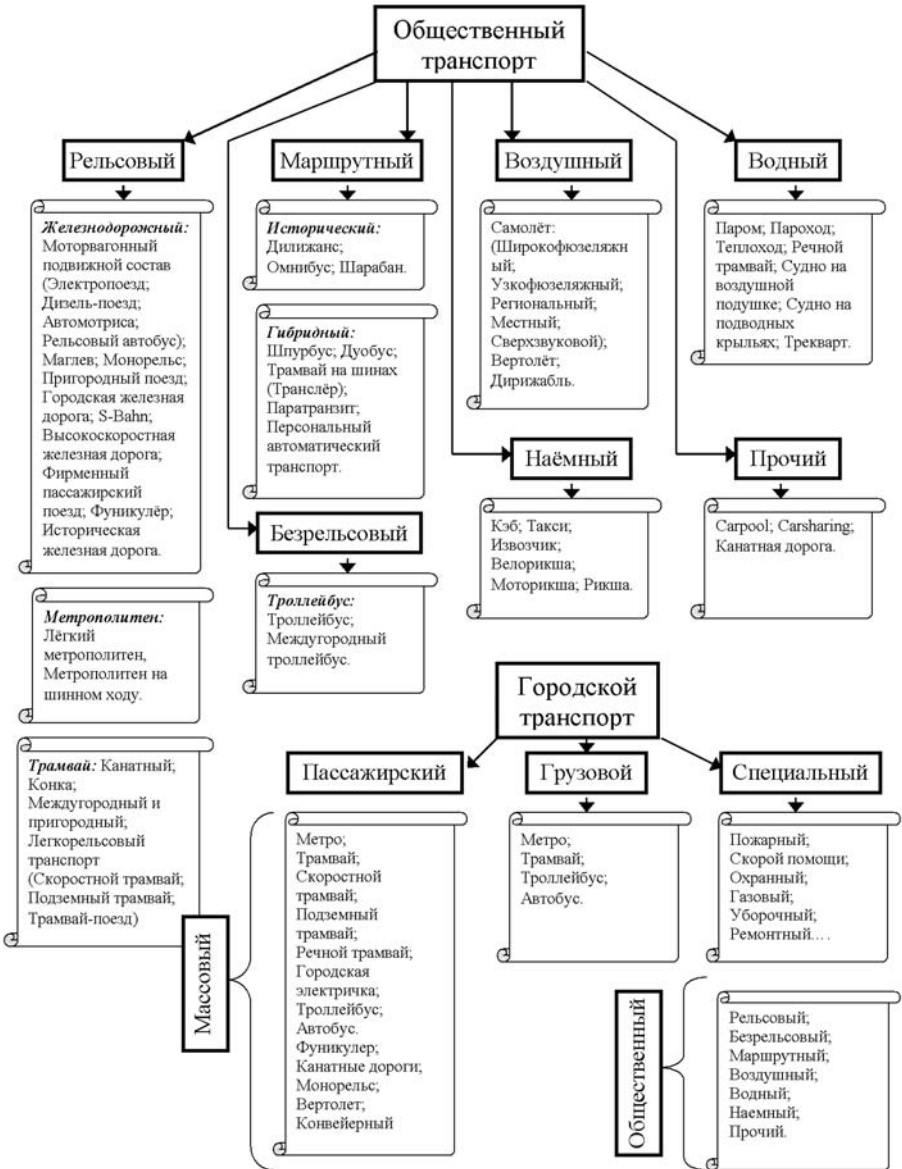 Общественный
транспорт
Рельсовый
Железнодорожный:
Моторвагонный
подвижной состав
(Электропоезд;
Дизель-поезд;
Автомотриса;
Рельсовый автобус);
Маглев; Монорельс;
Пригородный поезд;
Городская железная
дорога; S-Bahn;
Высокоскоростная
железная дорога;
Фирменный
пассажирский
поезд; Фуникулёр;
Историческая
железная дорога.
Метрополитен:
Лёгкий
метрополитен,
Метрополитен на
шинном ходу.
Трамвай: Канатный;
Конка;
Междугородный и
пригородный;
Легкорельсовый
транспорт
(Скоростной трамвай;
Подземный трамвай;
Трамвай-поезд)
Маршрутный
Исторический:
Дилижанс;
Омнибус; Шарабан.
Гибридный:
Шпурбус; Дуобус;
Трамвай на шинах
(Транслёр);
Паратранзит;
Персональный
автоматический
транспорт.
Безрельсовый
Троллейбус:
Троллейбус;
Междугородный
троллейбус.
Воздушный
Самолёт:
(Широкофюзеляжн
ый;
Узкофюзеляжный;
Региональный;
Местный;
Сверхзвуковой);
Вертолёт;
Дирижабль.
Наёмный
Кэб; Такси;
Извозчик;
Велорикша;
Моторикша; Рикша.
Водный
Паром; Пароход;
Теплоход; Речной
трамвай; Судно на
воздушной
подушке; Судно на
подводных
крыльях; Трекварт.
Прочий
Carpool; Carsharing;
Канатная дорога.
Городской
транспорт
Пассажирский
Массовый
Метро;
Трамвай;
Скоростной
трамвай;
Подземный
трамвай;
Речной трамвай;
Городская
электричка;
Троллейбус;
Автобус.
Фуникулер;
Канатные дороги;
Монорельс;
Вертолет;
Конвейерный
Грузовой
Метро;
Трамвай;
Троллейбус;
Автобус.
Специальный
Пожарный;
Скорой помощи;
Охранный;
Газовый;
Уборочный;
Ремонтный....
Общественный
Рельсовый;
Безрельсовый;
Маршрутный;
Воздушный;
Водный;
Наемный;
Прочий.